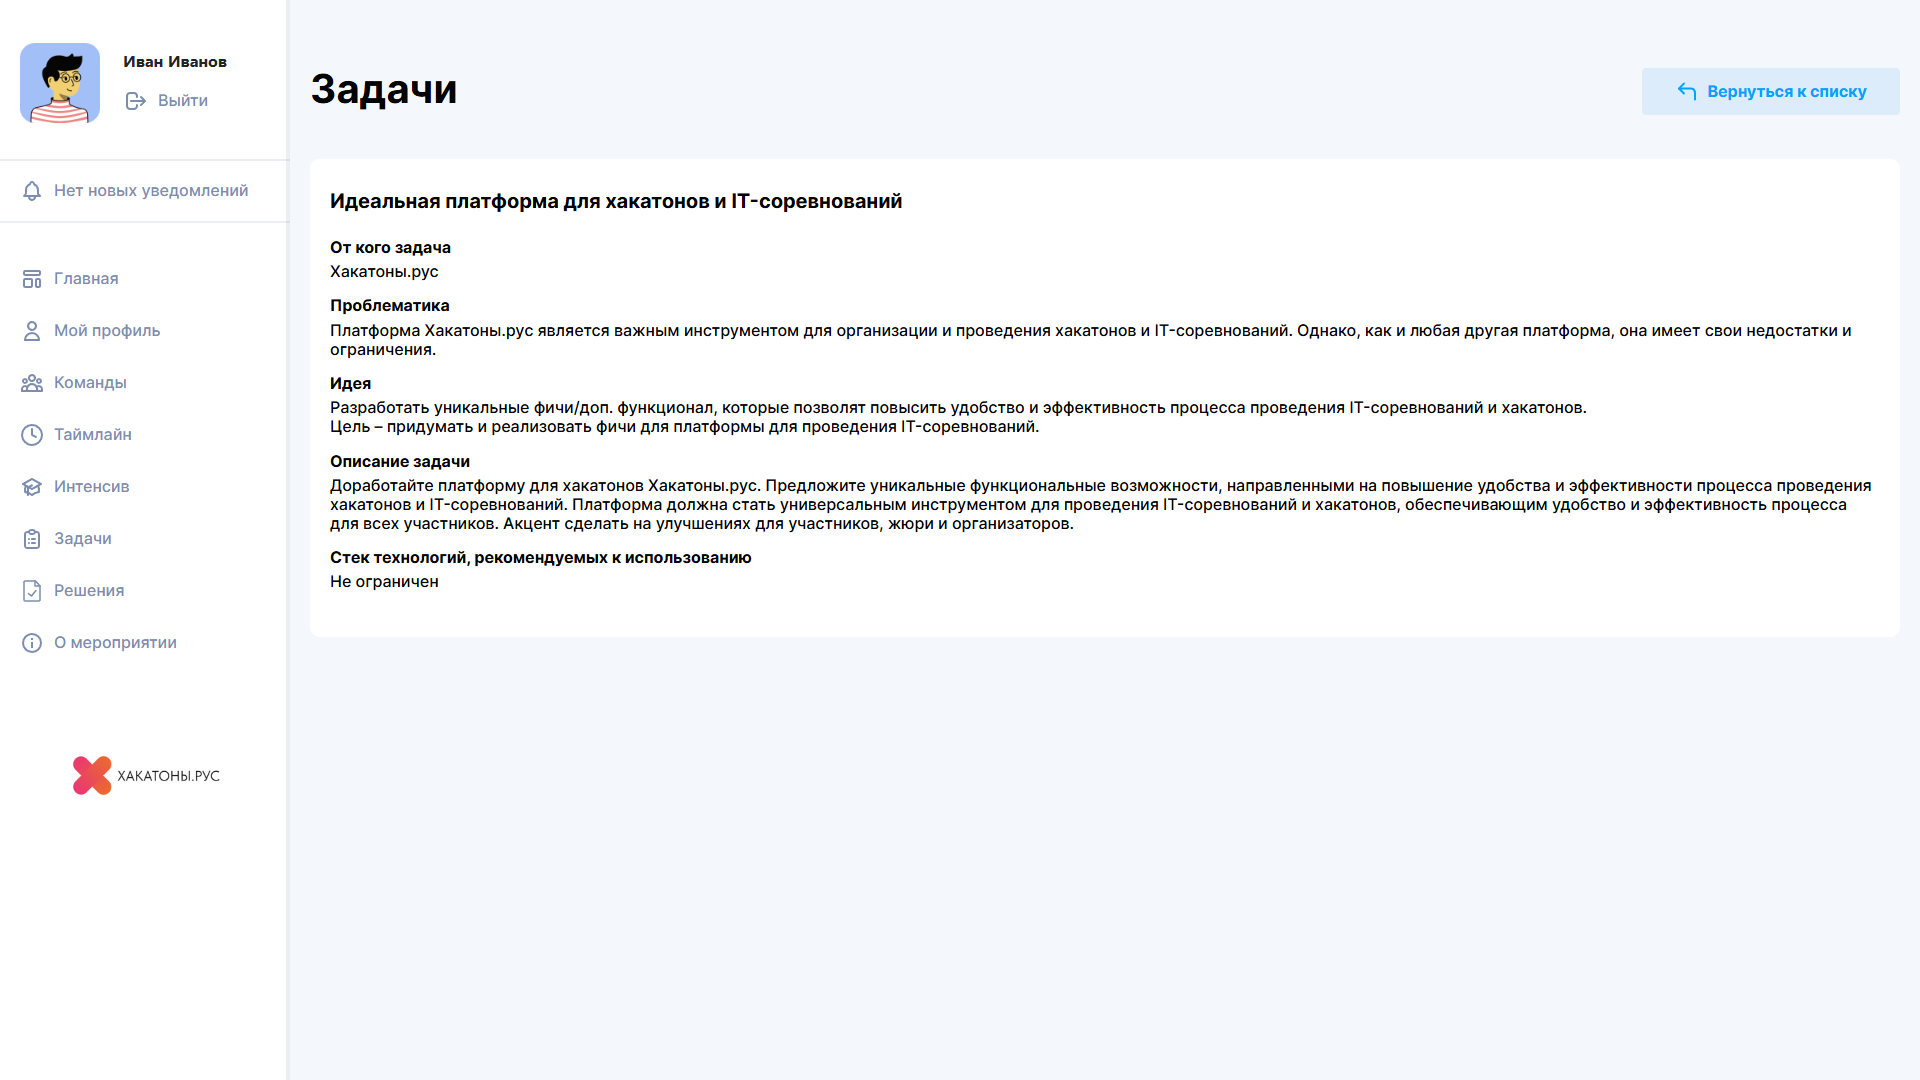 Иван Иванов
Выйти
Нет новых уведомлений
Главная
Мой профиль
Команды
Таймлайн
Интенсив
Задачи
Решения
О мероприятии
ХАКАТОНЫ.РУС
Задачи
Вернуться к списку
Идеальная платформа для хакатонов и IT-соревнований
От кого задача
Хакатоны.рус
Проблематика
Платформа Хакатоны.рус является важным инструментом для организации и проведения хакатонов и IT-соревнований. Однако, как и любая другая платформа, она имеет свои недостатки и
ограничения.
Идея
Разработать уникальные фичи/доп. функционал, которые позволят повысить удобство и эффективность процесса проведения IT-соревнований и хакатонов.
Цель – придумать и реализовать фичи для платформы для проведения IT-соревнований.
Описание задачи
Доработайте платформу для хакатонов Хакатоны.рус. Предложите уникальные функциональные возможности, направленными на повышение удобства и эффективности процесса проведения
хакатонов и IT-соревнований. Платформа должна стать универсальным инструментом для проведения IT-соревнований и хакатонов, обеспечивающим удобство и эффективность процесса
для всех участников. Акцент сделать на улучшениях для участников, жюри и организаторов.
Стек технологий, рекомендуемых к использованию
Не ограничен